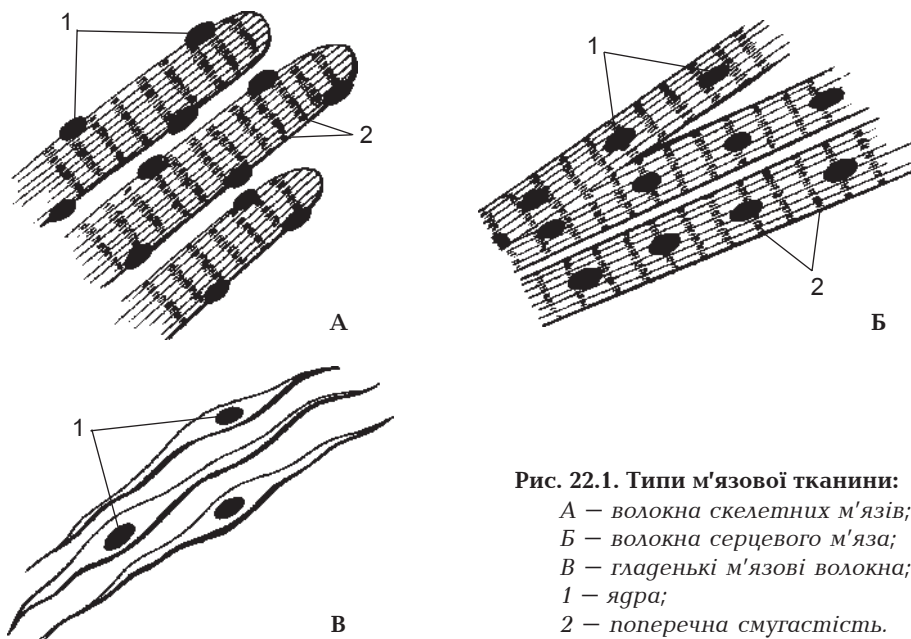 1
2
А
1
2
Б
1
В
Рис. 22.1. Типи м'язової тканини:
А – волокна скелетних м'язів;
Б – волокна серцевого м'яза;
В – гладенькі м'язові волокна;
1 – ядра;
2 – поперечна смугастість.